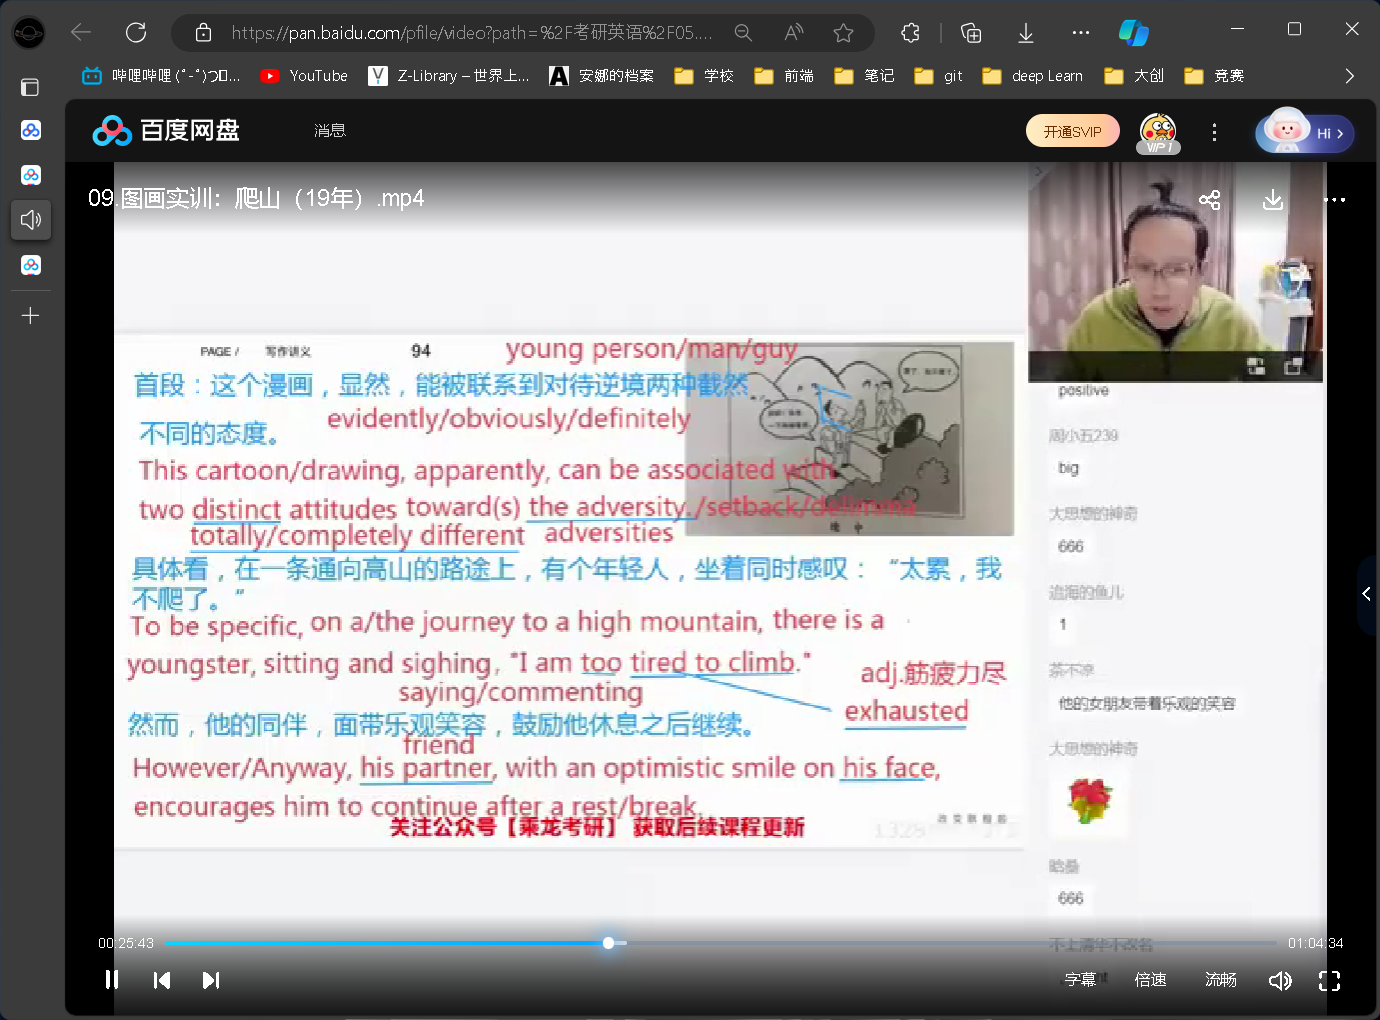 https://pan.baidu.com/pfile/video?path=%2F考研英语%2F05....
哔哩哔哩 (゜-゜)つロ...
YouTube
Z-Library – 世界上...
安娜的档案
学校
前端
笔记
git
deep Learn
大创
竞赛
百度网盘
消息
开通SVIP
VIP 1
Hi >
09.图画实训：爬山（19年）.mp4
PAGE / 写作讲义 94
young person/man/guy
首段：这个漫画，显然，能被联系到对待逆境两种截然
evidently/obviously/definitely
不同的态度。
This cartoon/drawing, apparently, can be associated with
two distinct attitudes toward(s) the adversity./setback/delimma
totally/completely different adversities
具体看，在一条通向高山的路途上，有个年轻人，坐着同时感叹：“太累，我
不爬了。“
To be specific, on a/the journey to a high mountain, there is a
youngster, sitting and sighing, "I am too tired to climb."
adj.筋疲力尽
saying/commenting
exhausted
然而，他的同伴，面带乐观笑容，鼓励他休息之后继续。
friend
However/Anyway, his partner, with an optimistic smile on his face,
encourages him to continue after a rest/break.
关注公众号【乘龙考研】 获取后续课程更新
positive
周小五239
big
大思想的神奇
666
1
茶不凉
他的女朋友带着乐观的笑容
大思想的神奇
666
不上清华不改名
00:25:43
01:04:34
字幕
倍速
流畅